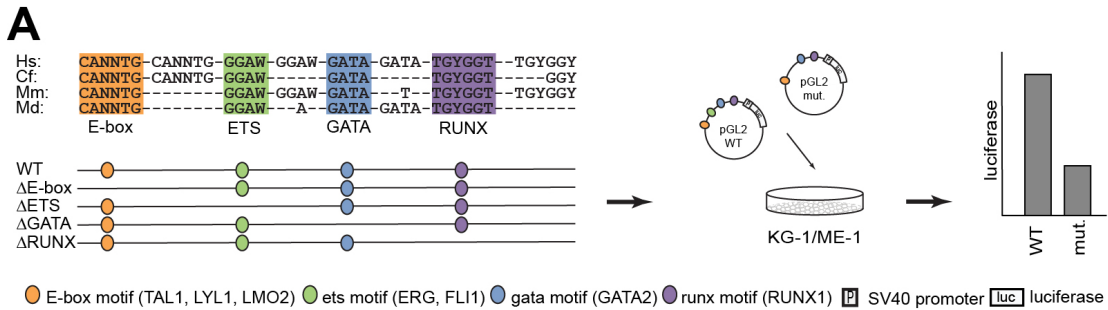 A
Hs: CANNTG-CANNTG-GGAW-GGAW-GATA-GATA-TGYGGT--TGYGGY
Cf: CANNTG-CANNTG-GGAW------GATA------TGYGGT-----GGY
Mm: CANNTG--------GGAW-GGAW-GATA---T--TGYGGT--TGYGGY
Md: CANNTG--------GGAW---A--GATA-GATA-TGYGGT--------
E-box ETS GATA RUNX
WT
ΔE-box
ΔETS
ΔGATA
ΔRUNX
pGL2
mut.
P
luc
pGL2
WT
P
luc
KG-1/ME-1
luciferase
WT
mut.
E-box motif (TAL1, LYL1, LMO2) ets motif (ERG, FLI1) gata motif (GATA2) runx motif (RUNX1) P SV40 promoter luc luciferase